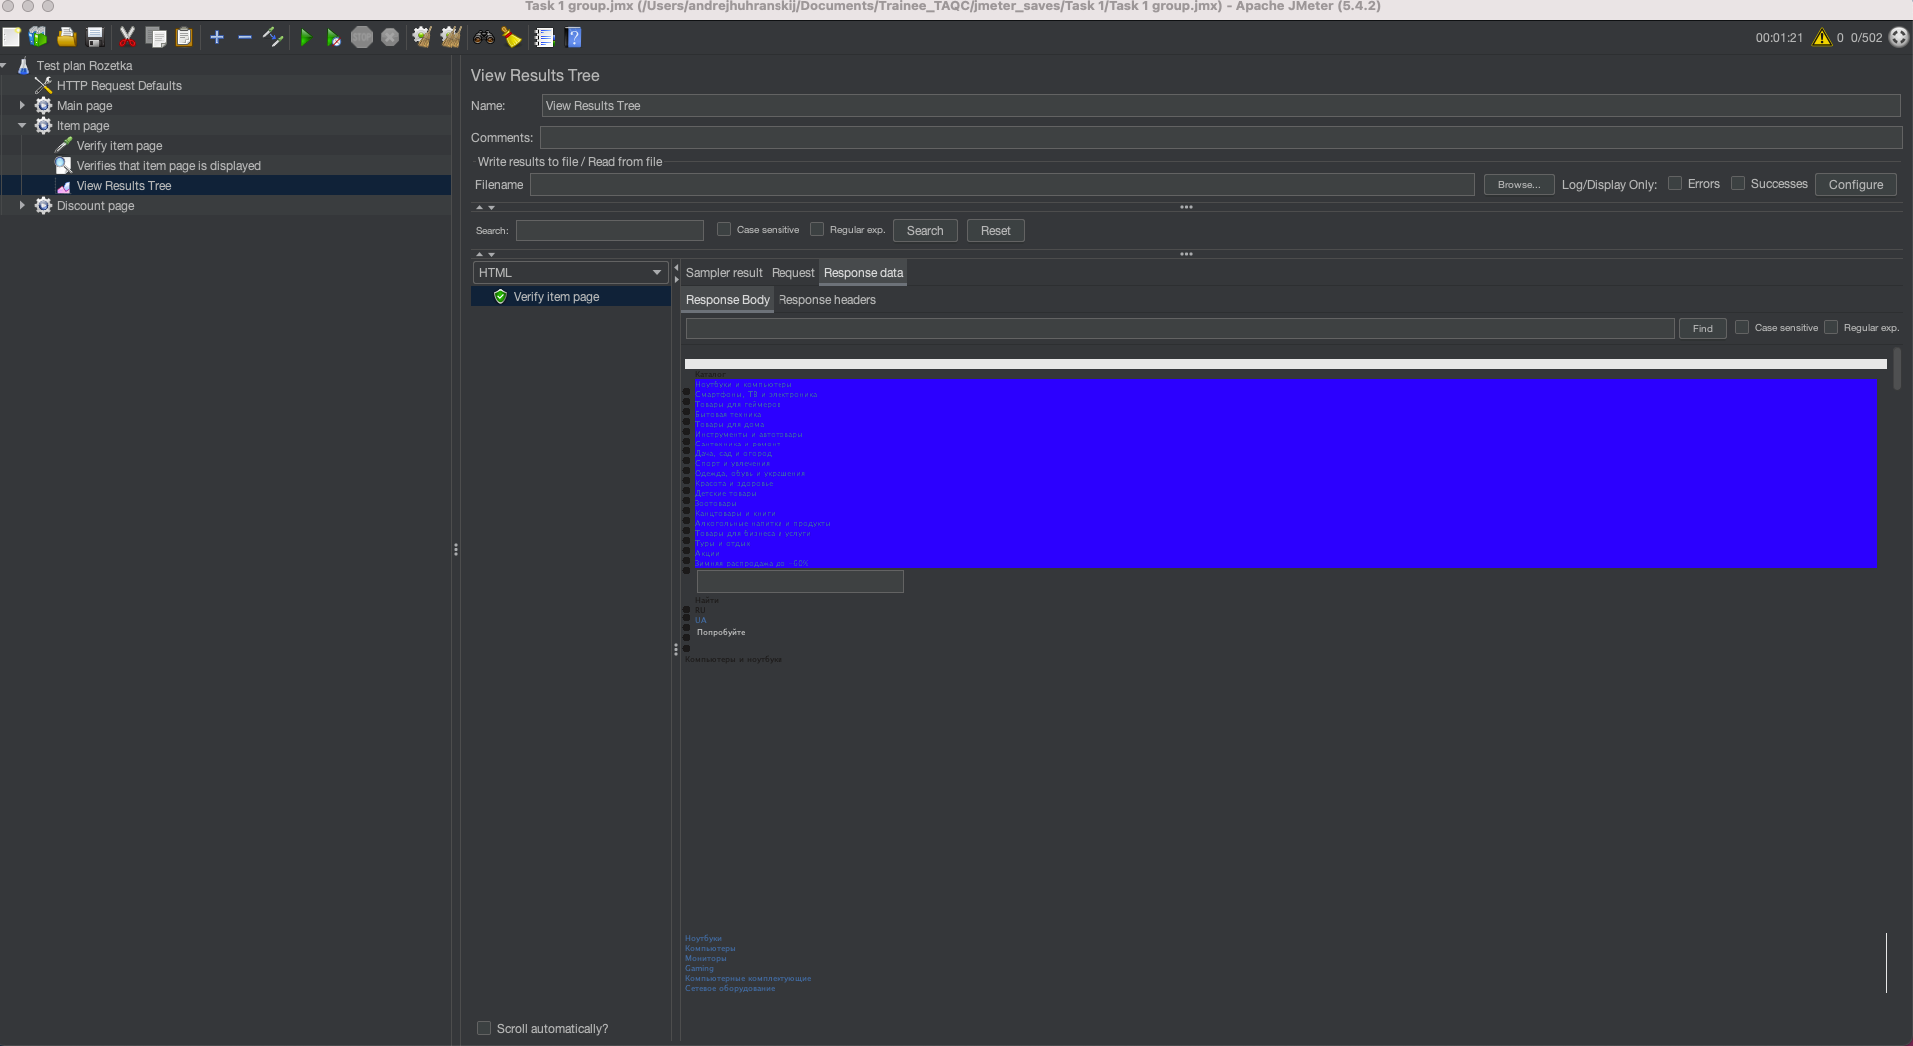 Task 1 group.jmx (/Users/andrejhuhranskij/Documents/Trainee_TAQC/jmeter_saves/Task 1/Task 1 group.jmx) - Apache JMeter (5.4.2)
STOP
00:01:21 0 0/502
Test plan Rozetka
HTTP Request Defaults
Main page
Item page
Verify item page
Verifies that item page is displayed
View Results Tree
Discount page
View Results Tree
Name: View Results Tree
Comments:
Write results to file / Read from file
Filename Browse... Log/Display Only: Errors Successes Configure
Search: Case sensitive Regular exp. Search Reset
HTML
Verify item page
Scroll automatically?
Sampler result Request Response data
Response Body Response headers
Find Case sensitive Regular exp.
Каталог
Ноутбуки и компьютеры
Смартфоны, ТВ и электроника
Товары для геймеров
Бытовая техника
Товары для дома
Инструменты и автотовары
Сантехника и ремонт
Дача, сад и огород
Спорт и увлечения
Одежда, обувь и украшения
Красота и здоровье
Детские товары
Зоотовары
Канцтовары и книги
Алкогольные напитки и продукты
Товары для бизнеса и услуги
Туры и отдых
Акции
Зимняя распродажа до -60%
Найти
RU
UA
Попробуйте
Компьютеры и ноутбуки
Ноутбуки
Компьютеры
Мониторы
Gaming
Компьютерные комплектующие
Сетевое оборудование